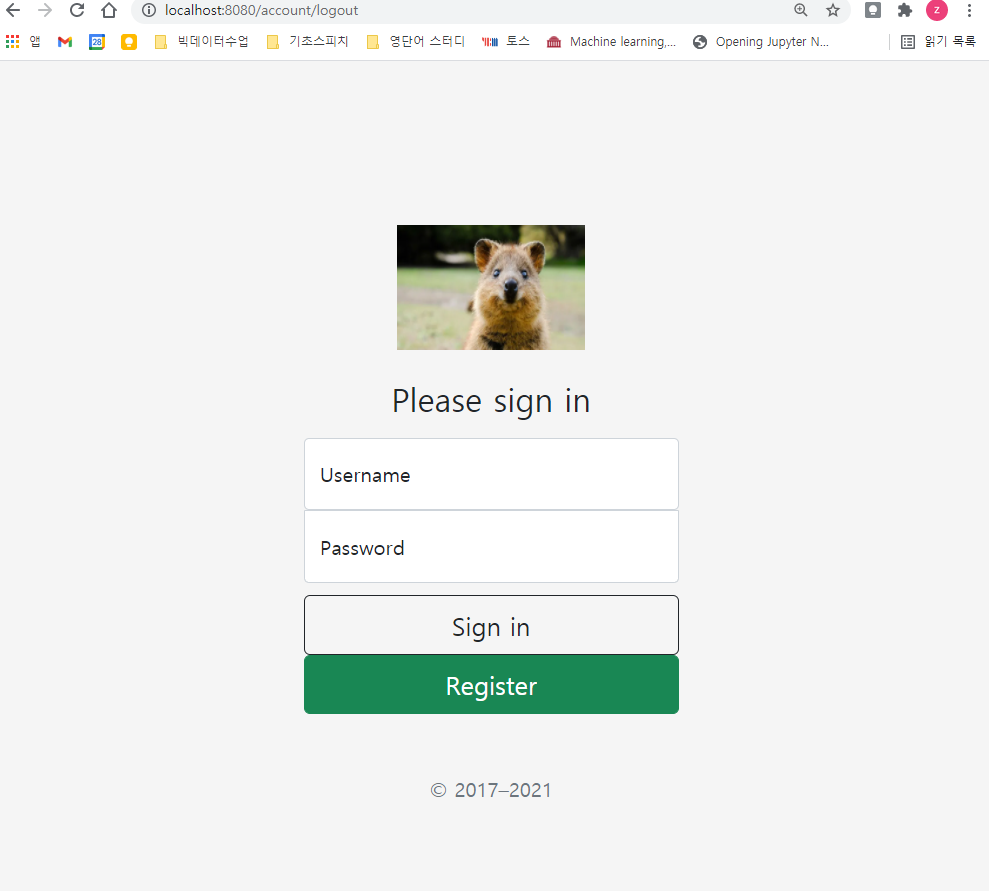 localhost:8080/account/logout
z
앱
28
빅데이터수업
기초스피치
영단어 스터디
토스
Machine learning,...
Opening Jupyter N...
읽기 목록
Please sign in
Username
Password
Sign in
Register
© 2017–2021